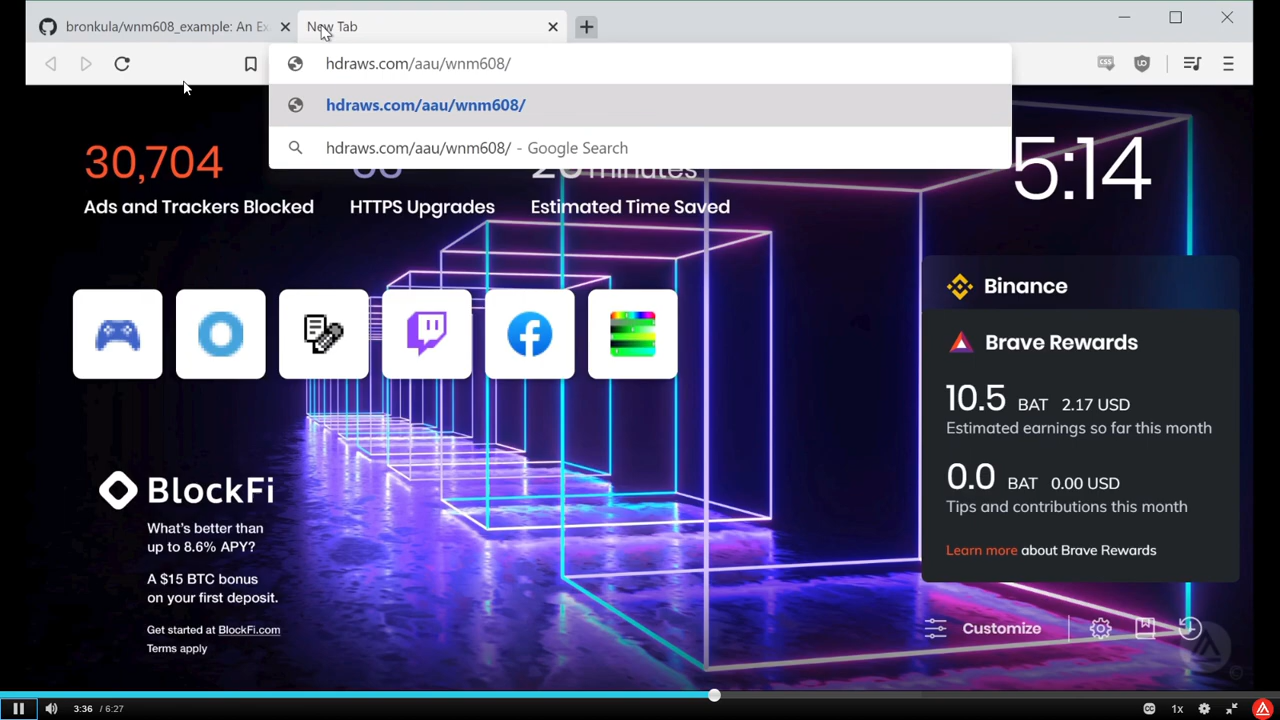 bronkula/wnm608_example: An Ex
New Tab
hdraws.com/aau/wnm608/
hdraws.com/aau/wnm608/
hdraws.com/aau/wnm608/ - Google Search
CSS
30,704
minutes
5:14
Ads and Trackers Blocked
HTTPS Upgrades
Estimated Time Saved
Binance
Brave Rewards
10.5 BAT 2.17 USD
Estimated earnings so far this month
0.0 BAT 0.00 USD
Tips and contributions this month
Learn more about Brave Rewards
BlockFi
What's better than
up to 8.6% APY?
A $15 BTC bonus
on your first deposit.
Get started at BlockFi.com
Terms apply
Customize
3:36 / 6:27
CC
1x